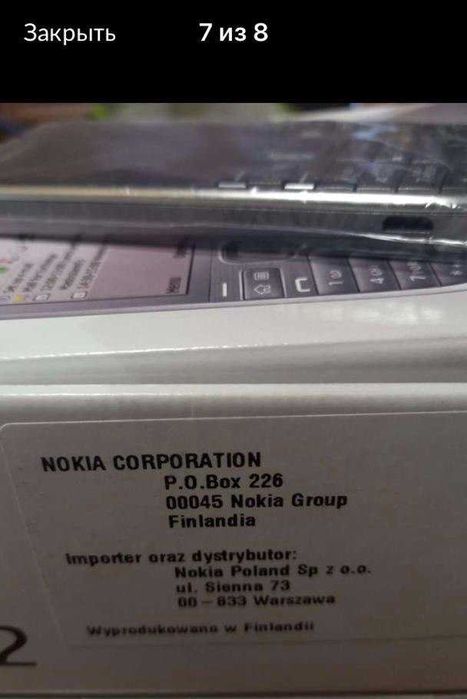 Закрыть
7 из 8
NOKIA CORPORATION
P.O.Box 226
00045 Nokia Group
Finlandia
Importer oraz dystrybutor:
Nokia Poland Sp z o.o.
ul. Sienna 73
00 - 833 Warszawa
Wyprodukowano w Finlandii
2